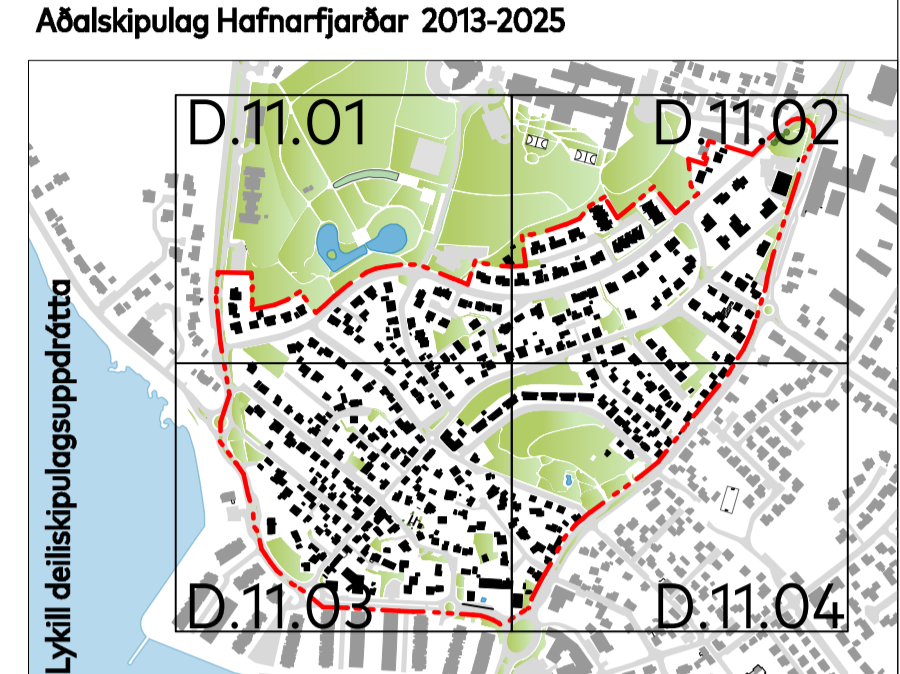 Aðalskipulag Hafnarfjarðar 2013-2025
D.11.01
D.11.02
Lykill deiliskipulagsuppdrátta
D.11.03
D.11.04